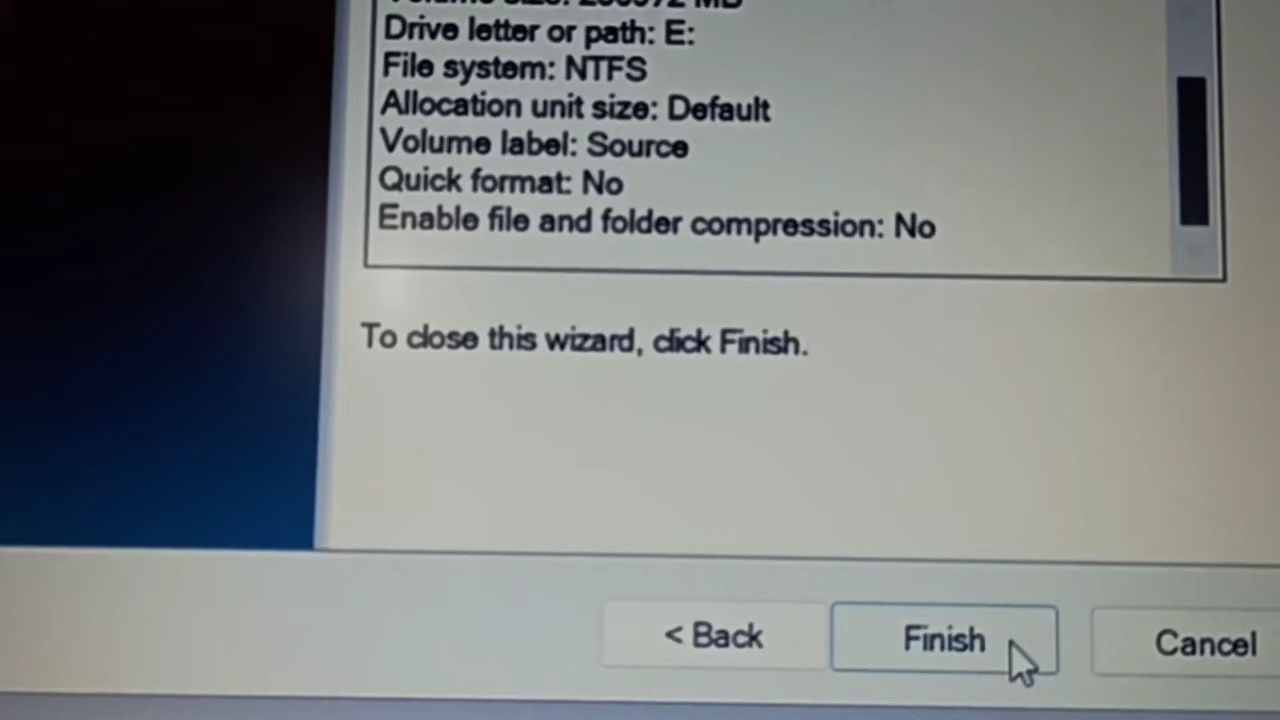 Drive letter or path: E:
File system: NTFS
Allocation unit size: Default
Volume label: Source
Quick format: No
Enable file and folder compression: No
To close this wizard, click Finish.
< Back
Finish
Cancel